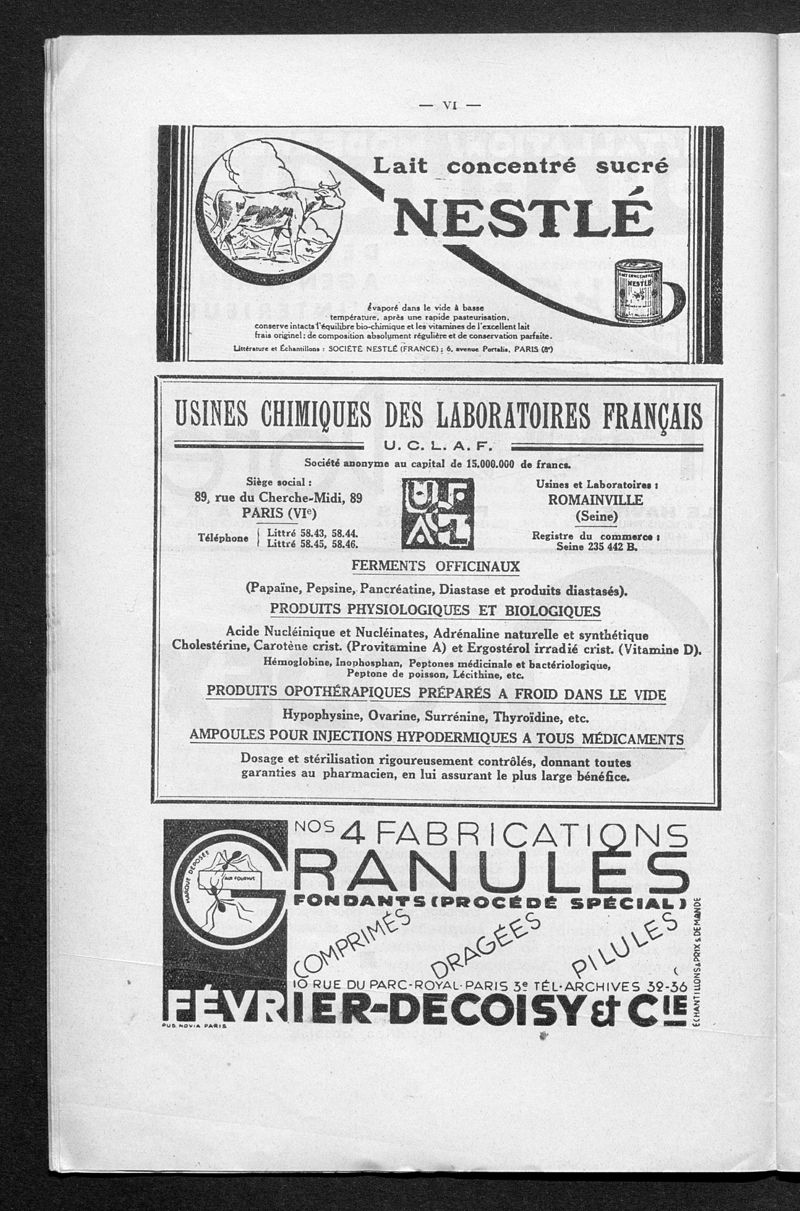 — VI —
Lait concentré sucré
NESTLÉ
LAIT CONCENTRÉ
NESTLÉ
évaporé dans le vide à basse
température, après une rapide pasteurisation,
conserve intacts l'équilibre bio-chimique et les vitamines de l'excellent lait
frais originel : de composition absolument régulière et de conservation parfaite.
Littérature et Échantillons : SOCIÉTÉ NESTLÉ (FRANCE) ; 6, avenue Portalis, PARIS (8e)
USINES CHIMIQUES DES LABORATOIRES FRANÇAIS
U. C. L. A. F.
Société anonyme au capital de 15.000.000 de francs.
Siège social :
89, rue du Cherche-Midi, 89
PARIS (VIe)
Téléphone { Littré 58.43, 58.44.
Littré 58.45, 58.46.
UCLAF
Usines et Laboratoires :
ROMAINVILLE
(Seine)
Registre du commerce :
Seine 235 442 B.
FERMENTS OFFICINAUX
(Papaïne, Pepsine, Pancréatine, Diastase et produits diastasés).
PRODUITS PHYSIOLOGIQUES ET BIOLOGIQUES
Acide Nucléinique et Nucléinates, Adrénaline naturelle et synthétique
Cholestérine, Carotène crist. (Provitamine A) et Ergostérol irradié crist. (Vitamine D).
Hémoglobine, Inophosphan, Peptones médicinale et bactériologique,
Peptone de poisson, Lécithine, etc.
PRODUITS OPOTHÉRAPIQUES PRÉPARÉS A FROID DANS LE VIDE
Hypophysine, Ovarine, Surrénine, Thyroïdine, etc.
AMPOULES POUR INJECTIONS HYPODERMIQUES A TOUS MÉDICAMENTS
Dosage et stérilisation rigoureusement contrôlés, donnant toutes
garanties au pharmacien, en lui assurant le plus large bénéfice.
NOS 4 FABRICATIONS
GRANULES
MARQUE DÉPOSÉE
AUX FOURMIS
FONDANTS (PROCÉDÉ SPÉCIAL)
COMPRIMÉS
DRAGÉES
PILULES
10 RUE DU PARC-ROYAL-PARIS 3e TÉL-ARCHIVES 32-36
FÉVRIER-DECOISY & CIE
ECHANTILLONS & PRIX S DEMANDE
PUB. NOVIA PARIS